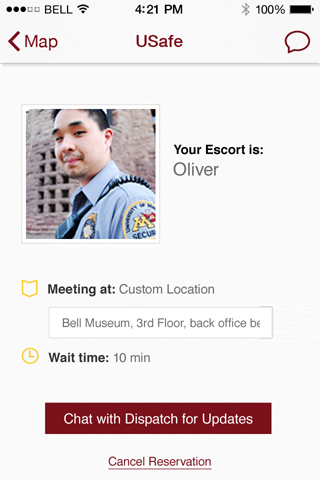 BELL 4:21 PM 100%
Map USafe
Your Escort is:
Oliver
Meeting at: Custom Location
Bell Museum, 3rd Floor, back office be
Wait time: 10 min
Chat with Dispatch for Updates
Cancel Reservation